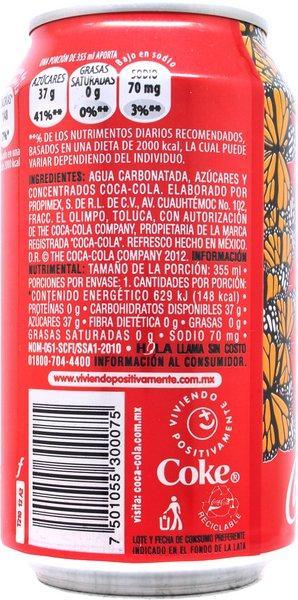 UNA PORCIÓN DE 355 ml APORTA
Bajo en sodio
AZÚCARES
37 g
41%**
GRASAS
SATURADAS
0 g
0%**
SODIO
70 mg
3%**
**% DE LOS NUTRIMENTOS DIARIOS RECOMENDADOS,
BASADOS EN UNA DIETA DE 2000 kcal, LA CUAL PUEDE
VARIAR DEPENDIENDO DEL INDIVIDUO.
INGREDIENTES: AGUA CARBONATADA, AZÚCARES Y
CONCENTRADOS COCA-COLA. ELABORADO POR
PROPIMEX, S. DE R.L. DE C.V., AV. CUAUHTÉMOC No. 102,
FRACC. EL OLIMPO, TOLUCA, CON AUTORIZACIÓN
DE THE COCA-COLA COMPANY, PROPIETARIA DE LA MARCA
REGISTRADA "COCA-COLA". REFRESCO HECHO EN MÉXICO.
D.R. © THE COCA-COLA COMPANY 2012. INFORMACIÓN
NUTRIMENTAL: TAMAÑO DE LA PORCIÓN: 355 ml •
PORCIONES POR ENVASE: 1. CANTIDADES POR PORCIÓN:
CONTENIDO ENERGÉTICO 629 kJ (148 kcal) •
PROTEÍNAS 0 g • CARBOHIDRATOS DISPONIBLES 37 g
AZÚCARES 37 g • FIBRA DIETÉTICA 0 g • GRASAS 0 g
GRASAS SATURADAS 0 g • SODIO 70 mg •
NOM-051-SCFI/SSA1-2010 • HOLA LLAMA SIN COSTO
01800-704-4400 INFORMACIÓN AL CONSUMIDOR.
www.viviendopositivamente.com.mx
VIVIENDO
POSITIVAMENTE
visita: coca-cola.com.mx
7 501055 300075
Coke®
RECICLABLE
T210 12 A2
LOTE Y FECHA DE CONSUMO PREFERENTE
INDICADO EN EL FONDO DE LA LATA